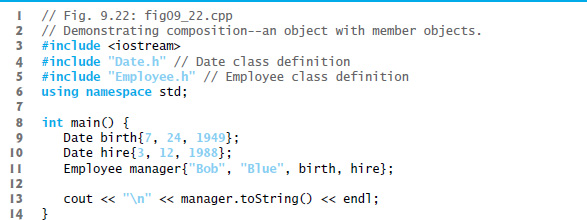 1 // Fig. 9.22: fig09_22.cpp
2 // Demonstrating composition--an object with member objects.
3 #include <iostream>
4 #include "Date.h" // Date class definition
5 #include "Employee.h" // Employee class definition
6 using namespace std;
7
8 int main() {
9 Date birth{7, 24, 1949};
10 Date hire{3, 12, 1988};
11 Employee manager{"Bob", "Blue", birth, hire};
12
13 cout << "\n" << manager.toString() << endl;
14 }